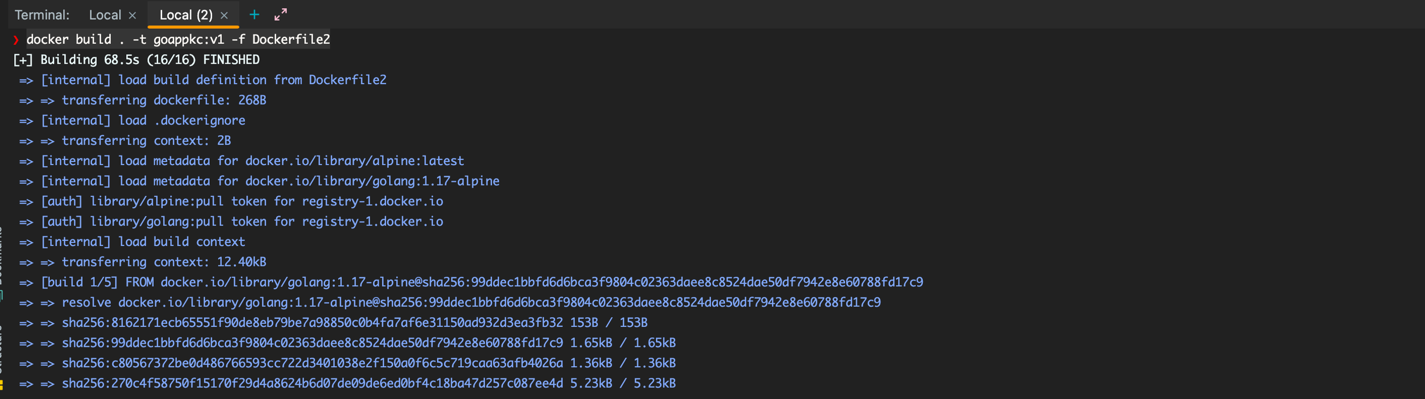 Terminal: Local × Local (2) × +
❯ docker build . -t goappkc:v1 -f Dockerfile2
[+] Building 68.5s (16/16) FINISHED
=> [internal] load build definition from Dockerfile2
=> => transferring dockerfile: 268B
=> [internal] load .dockerignore
=> => transferring context: 2B
=> [internal] load metadata for docker.io/library/alpine:latest
=> [internal] load metadata for docker.io/library/golang:1.17-alpine
=> [auth] library/alpine:pull token for registry-1.docker.io
=> [auth] library/golang:pull token for registry-1.docker.io
=> [internal] load build context
=> => transferring context: 12.40kB
=> [build 1/5] FROM docker.io/library/golang:1.17-alpine@sha256:99ddec1bbfd6d6bca3f9804c02363daee8c8524dae50df7942e8e60788fd17c9
=> => resolve docker.io/library/golang:1.17-alpine@sha256:99ddec1bbfd6d6bca3f9804c02363daee8c8524dae50df7942e8e60788fd17c9
=> => sha256:8162171ecb65551f90de8eb79be7a98850c0b4fa7af6e31150ad932d3ea3fb32 153B / 153B
=> => sha256:99ddec1bbfd6d6bca3f9804c02363daee8c8524dae50df7942e8e60788fd17c9 1.65kB / 1.65kB
=> => sha256:c80567372be0d486766593cc722d3401038e2f150a0f6c5c719caa63afb4026a 1.36kB / 1.36kB
=> => sha256:270c4f58750f15170f29d4a8624b6d07de09de6ed0bf4c18ba47d257c087ee4d 5.23kB / 5.23kB